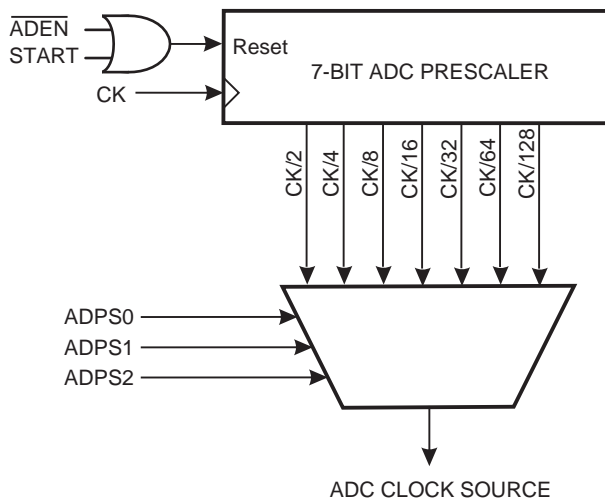 ADEN
START
Reset
7-BIT ADC PRESCALER
CK
CK/2
CK/4
CK/8
CK/16
CK/32
CK/64
CK/128
ADPS0
ADPS1
ADPS2
ADC CLOCK SOURCE